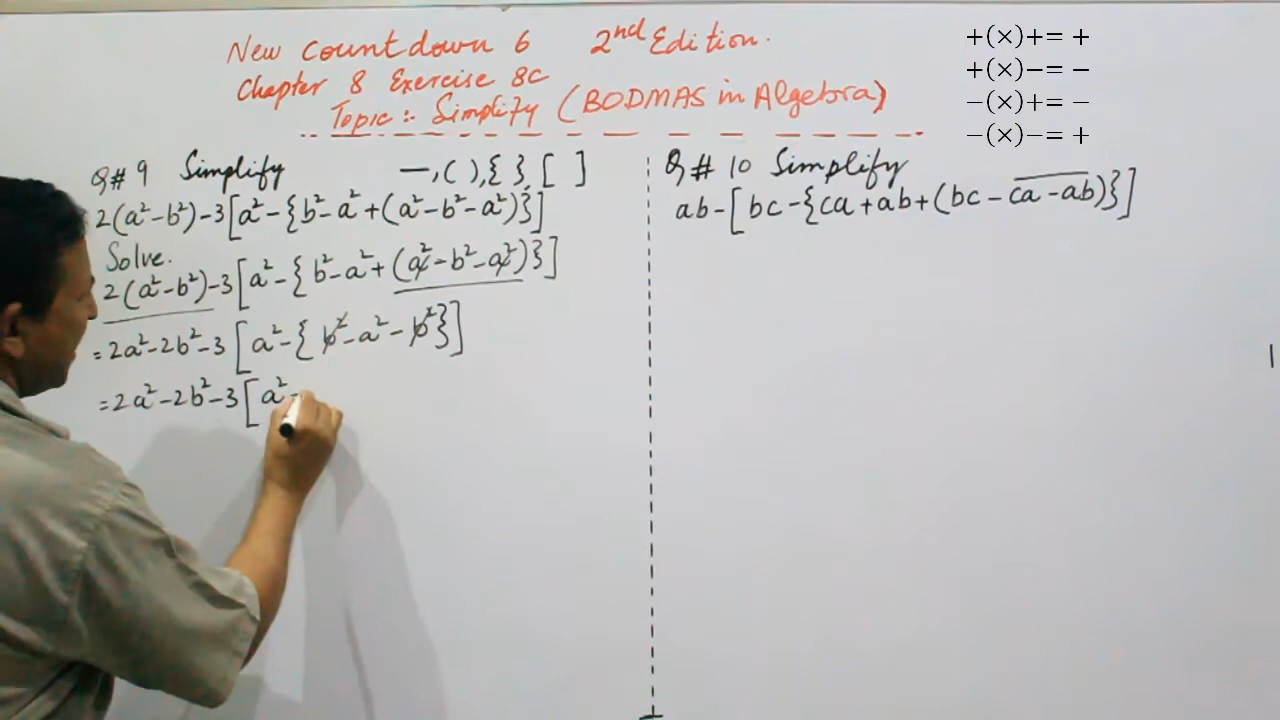 New Countdown 6 2nd Edition.
Chapter 8 Exercise 8C
Topic :- Simplify (BODMAS in Algebra)
+(×)+= +
+(×)−= −
−(×)+= −
−(×)−= +
Q# 9 Simplify —, ( ), { }, [ ]
2(a²-b²)-3[a²-{b²-a²+(a²-b²-a²)}]
Solve.
2(a²-b²)-3[a²-{b²-a²+(a²-b²-a²)}]
= 2a²-2b²-3[a²-{b²-a²-b²}]
= 2a²-2b²-3[a²-
Q# 10 Simplify
ab-[bc-{ca+ab+(bc-c̅a̅ ̅-̅a̅b̅)}]